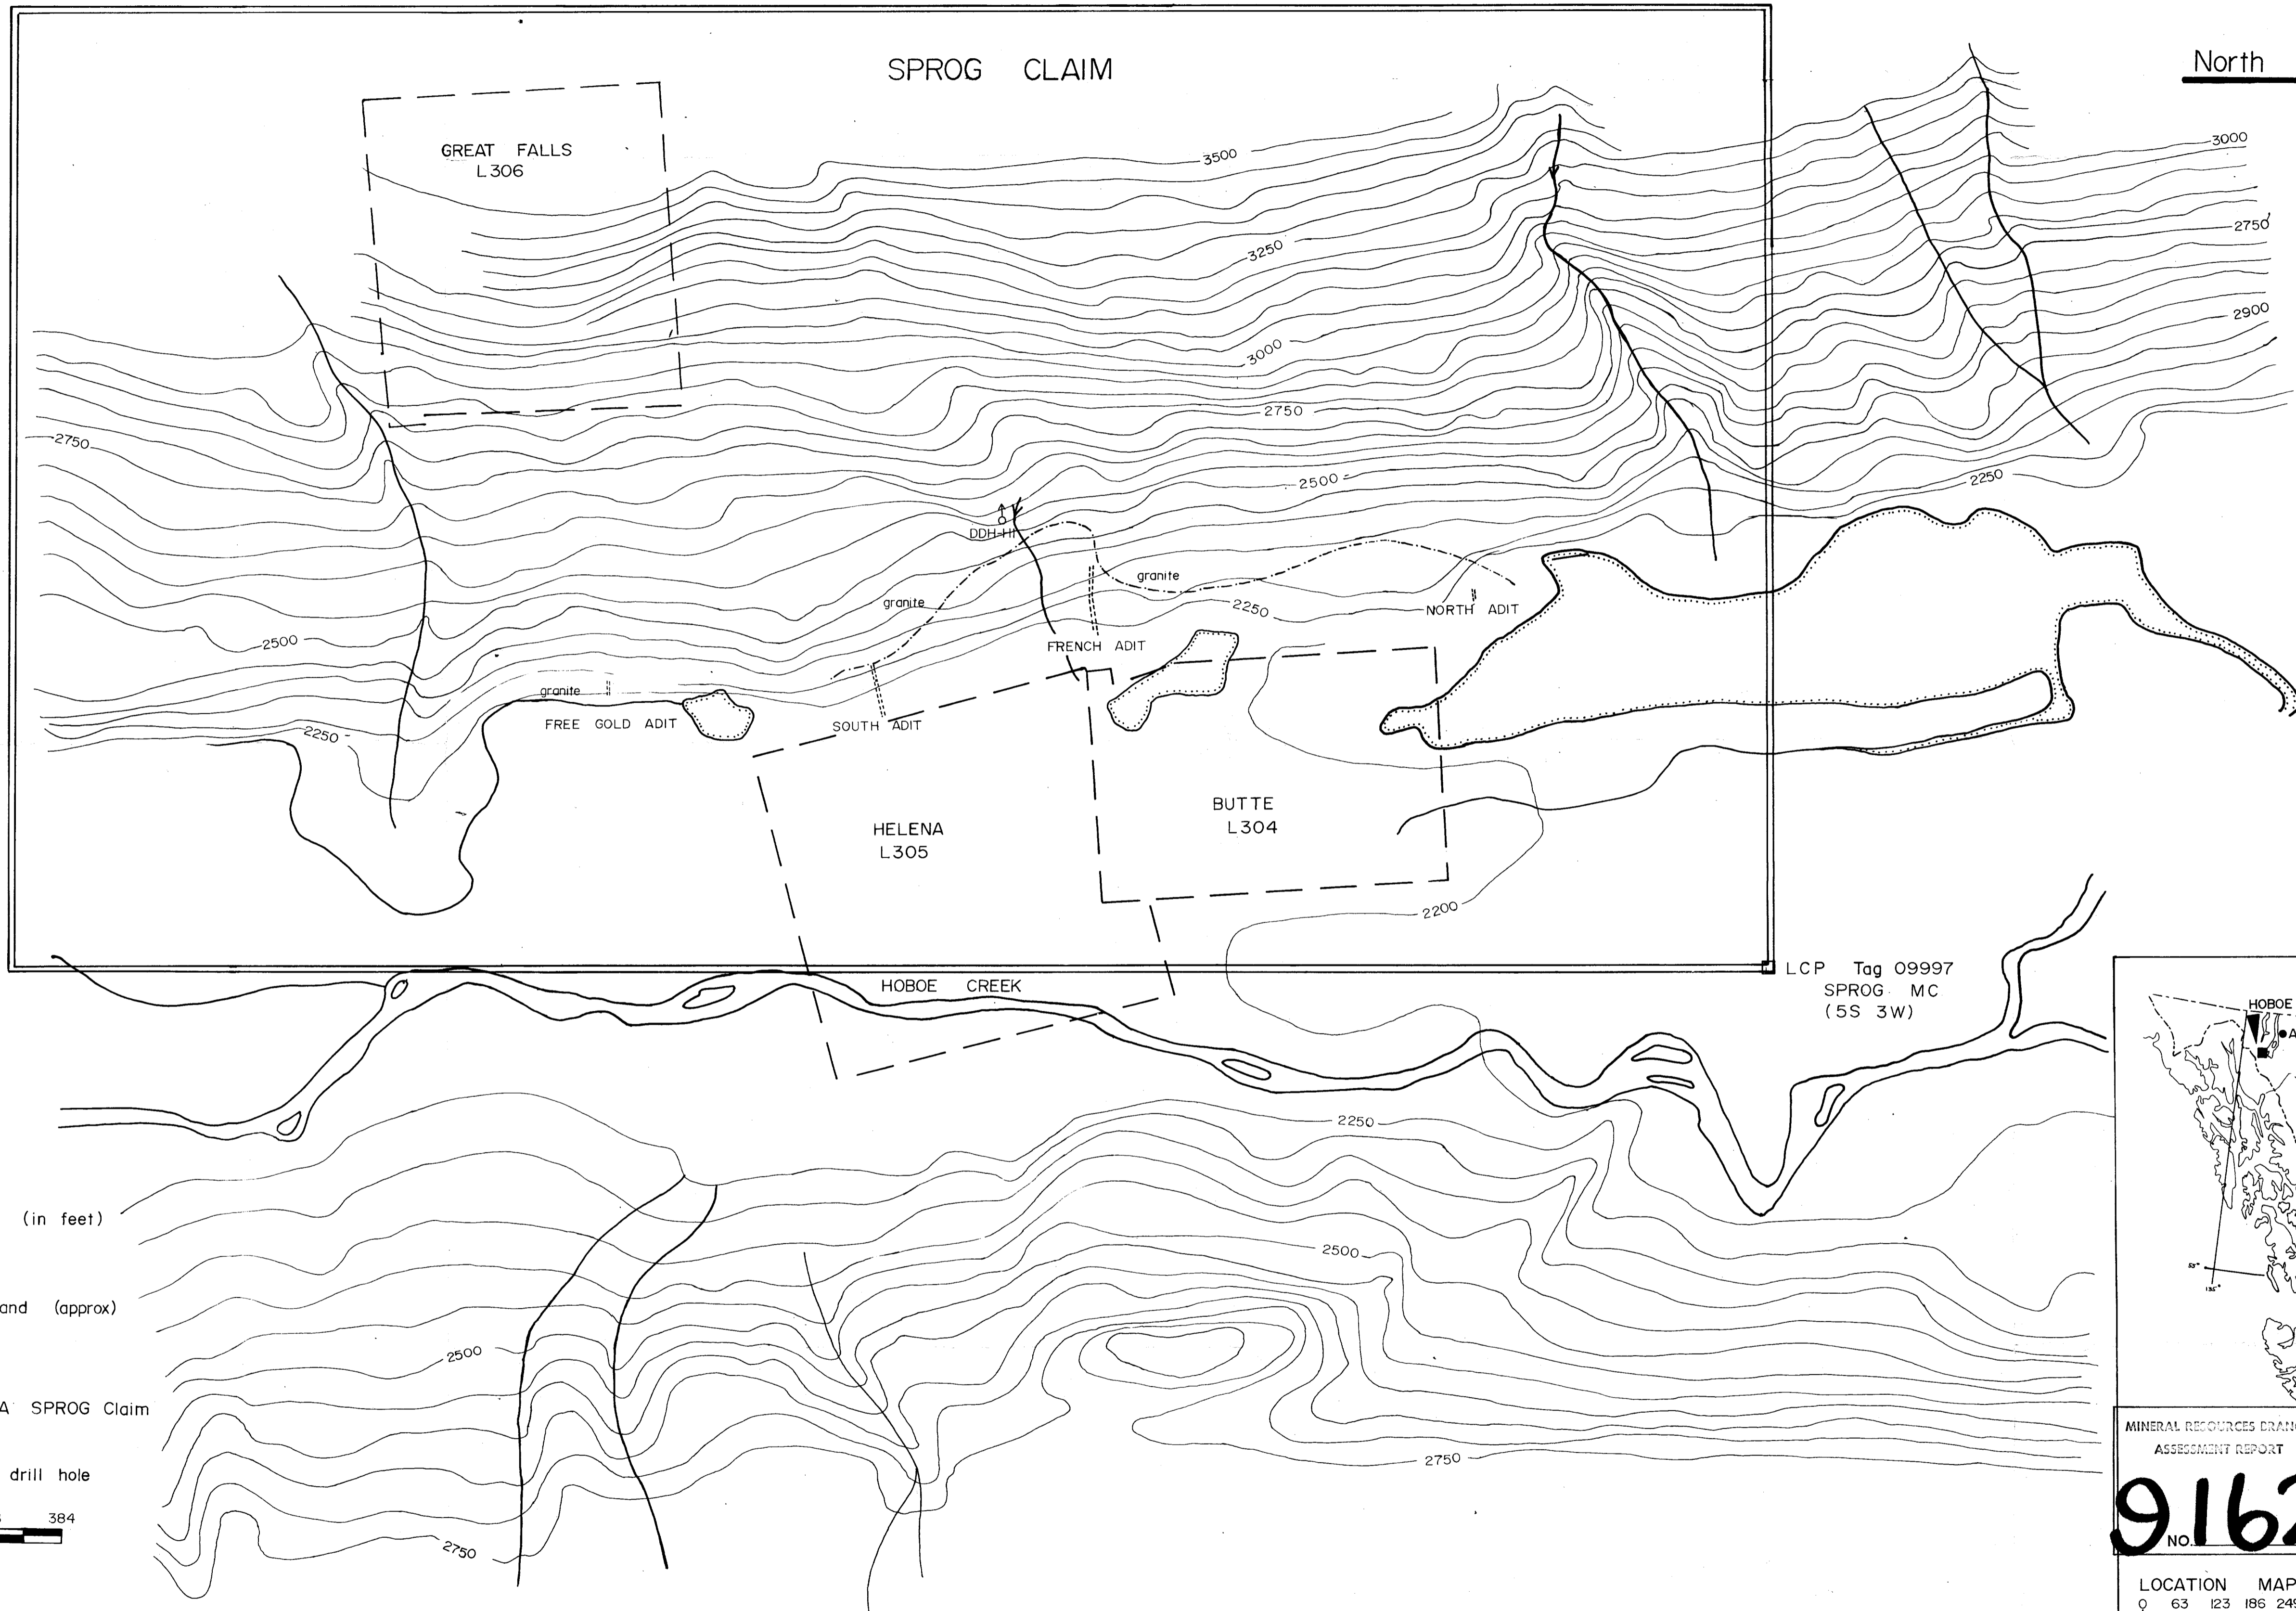 SPROG CLAIM
North
GREAT FALLS
L306
3500
3000
3250
2750'
2900
3000
2750
2750
2500
2250
DDH-H1
granite
granite
2250
NORTH ADIT
2500
FRENCH ADIT
granite
FREE GOLD ADIT
SOUTH ADIT
2250
BUTTE
L304
HELENA
L305
2200
HOBOE CREEK
LCP Tag 09997
SPROG MC
(5S 3W)
HOBOE
2250
(in feet)
2500
and (approx)
2500
SPROG Claim
drill hole
384
2750
2750
MINERAL RESOURCES BRANC
ASSESSMENT REPORT
NO. 9162
LOCATION MAP
0 63 123 186 249